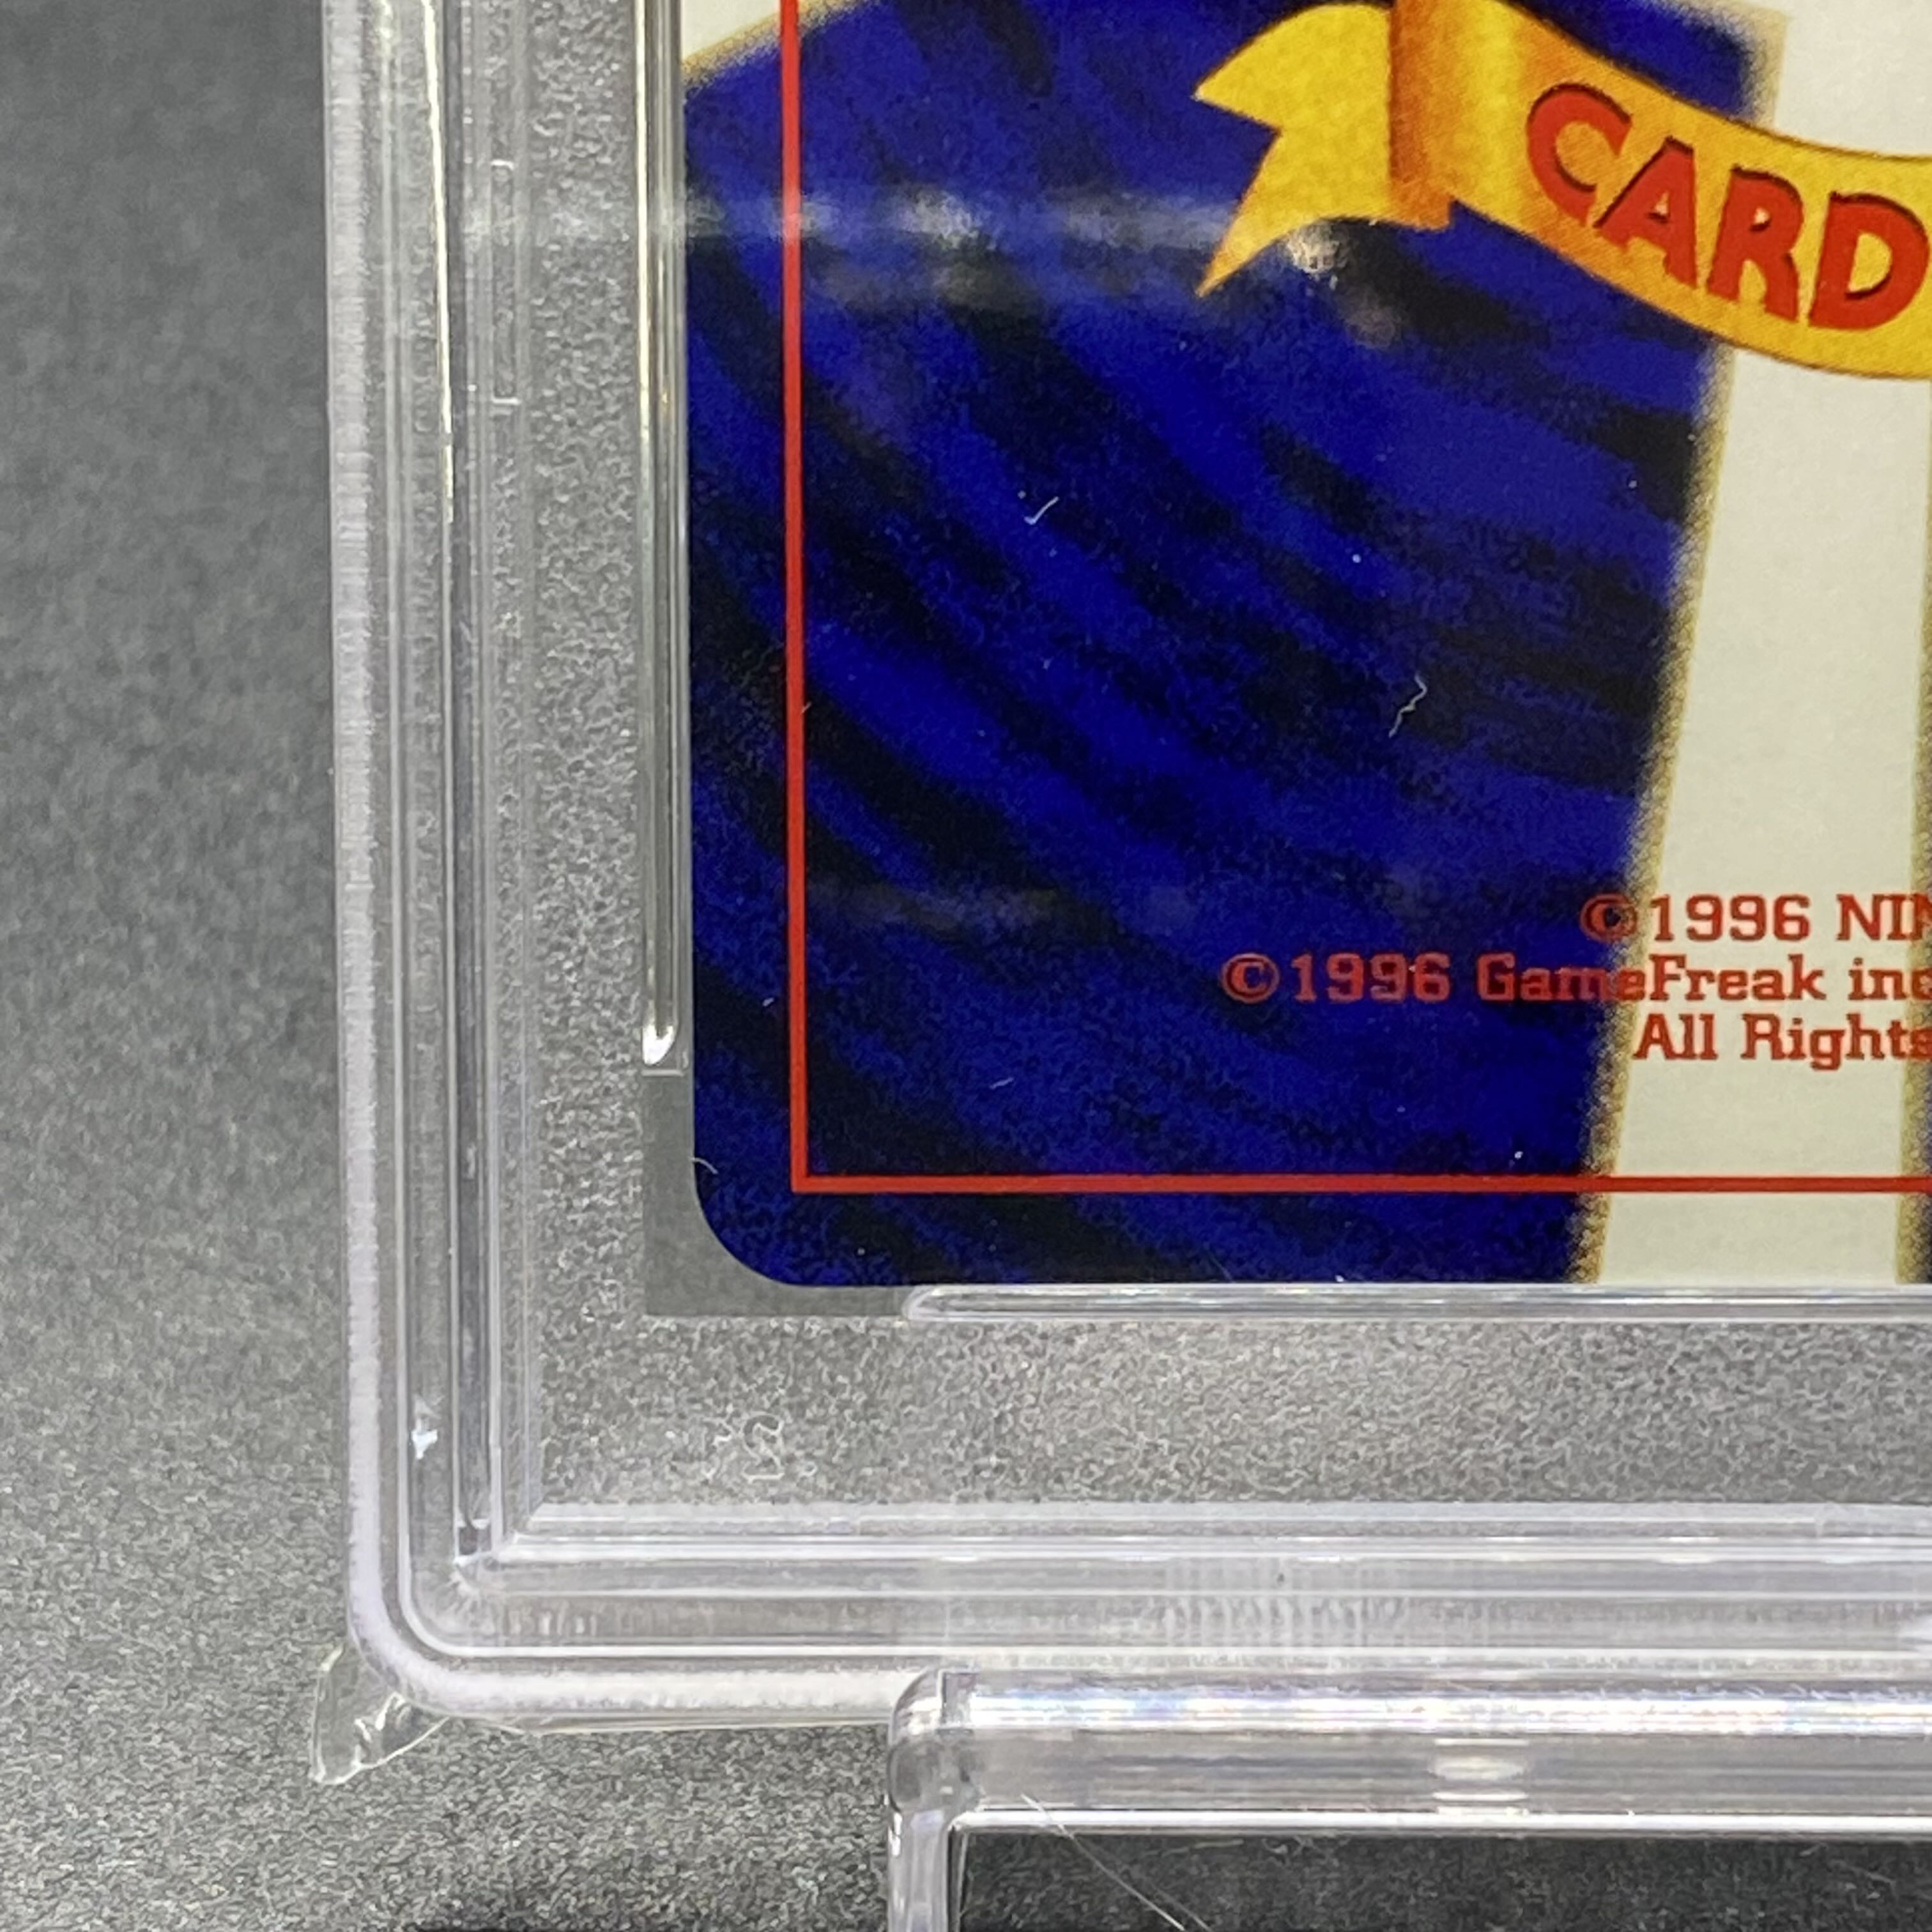 CARD
©1996 NIN
©1996 GameFreak inc
All Rights